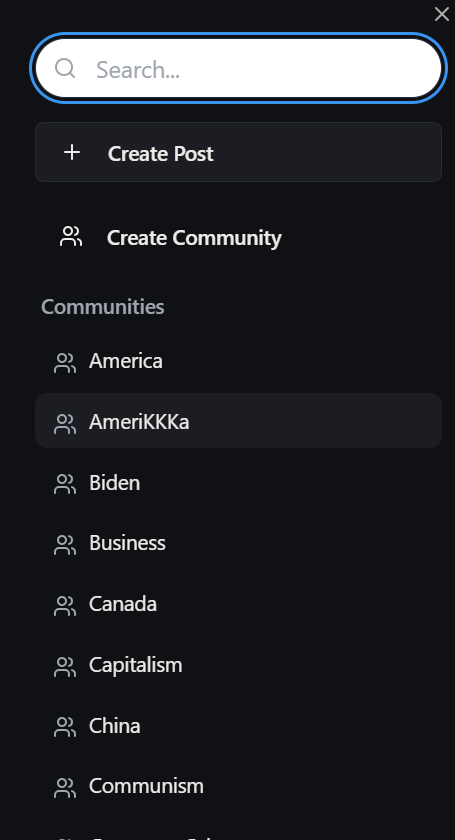 Search...
Create Post
Create Community
Communities
America
AmeriKKKa
Biden
Business
Canada
Capitalism
China
Communism